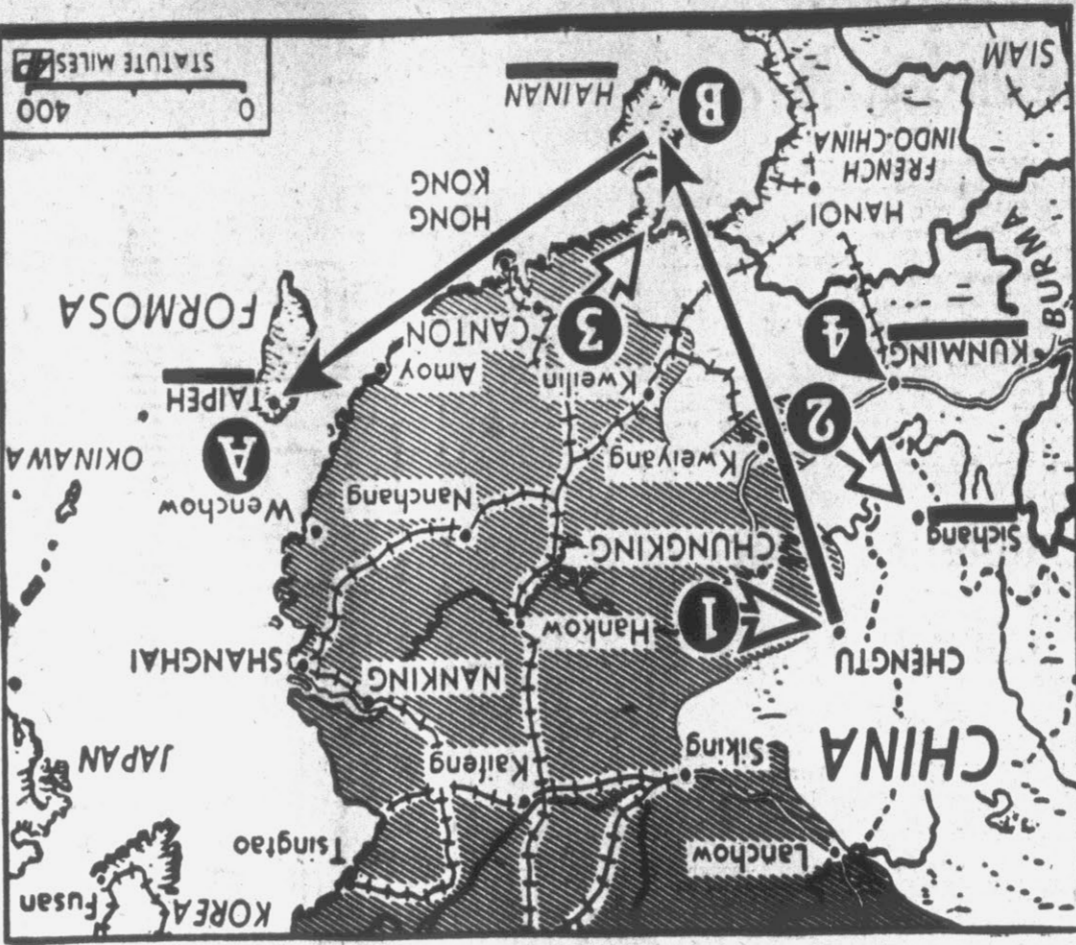 KOREA
Fusan
Lanchow
Tsingtao
Siking
Kaifeng
JAPAN
CHINA
CHENGTU
NANKING
SHANGHAI
1
Hankow
CHUNGKING
Sichang
Wenchow
Nanchang
OKINAWA
Kweiyang
2
A
KUNMING
4
Kweilin
Amoy
TAIPEH
3
CANTON
FORMOSA
BURMA
HANOI
HONG
KONG
FRENCH
INDO-CHINA
B
HAINAN
SIAM
0
400
STATUTE MILES